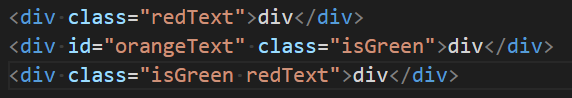 <div class="redText">div</div>
<div id="orangeText" class="isGreen">div</div>
<div class="isGreen redText">div</div>